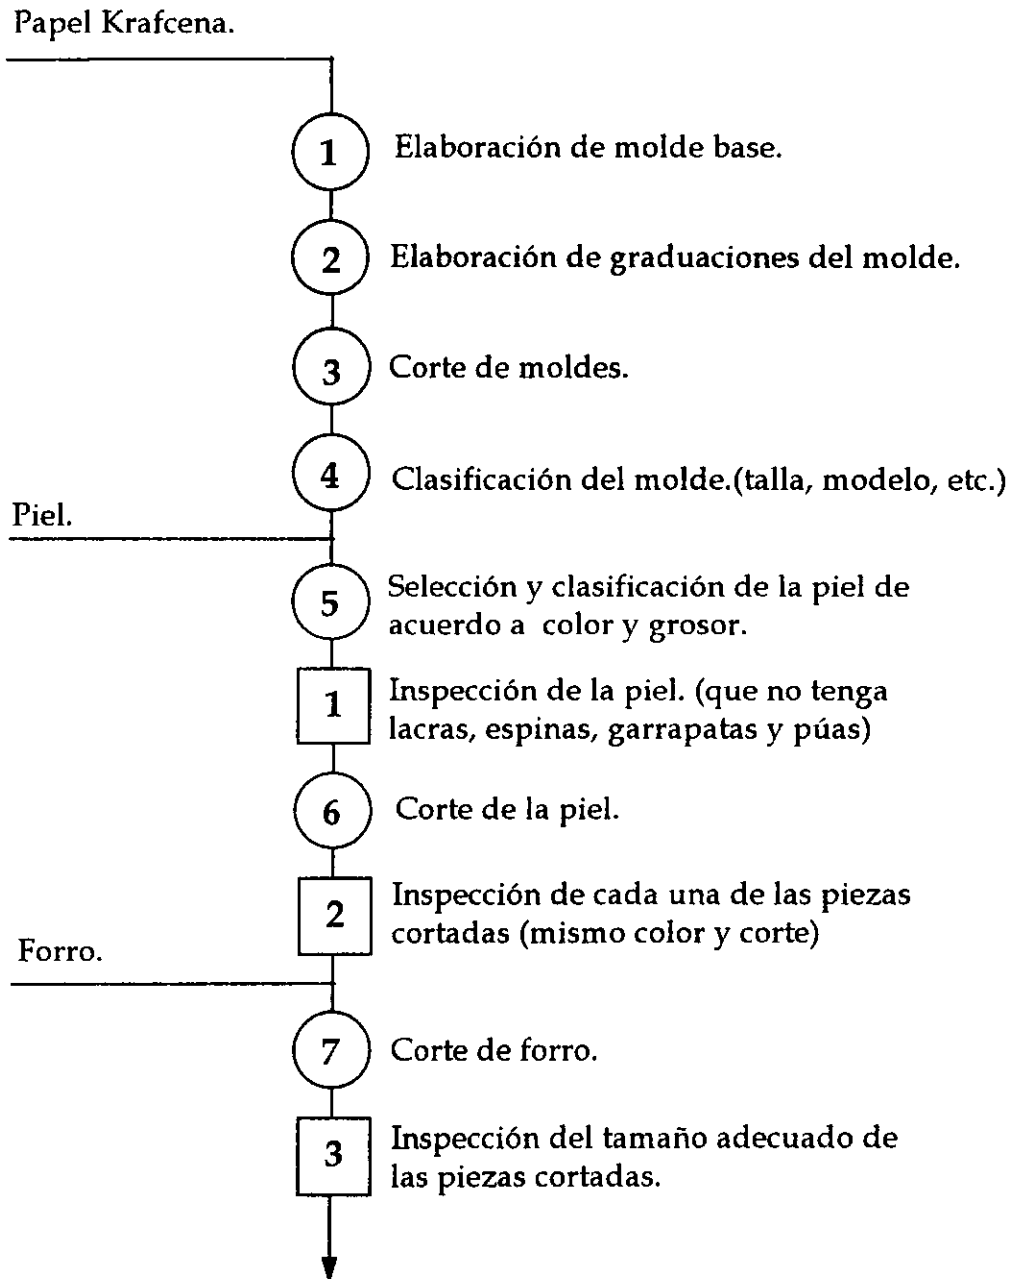 Papel Krafcena.
1 Elaboración de molde base.
2 Elaboración de graduaciones del molde.
3 Corte de moldes.
4 Clasificación del molde.(talla, modelo, etc.)
Piel.
5 Selección y clasificación de la piel de
acuerdo a color y grosor.
1 Inspección de la piel. (que no tenga
lacras, espinas, garrapatas y púas)
6 Corte de la piel.
2 Inspección de cada una de las piezas
cortadas (mismo color y corte)
Forro.
7 Corte de forro.
3 Inspección del tamaño adecuado de
las piezas cortadas.